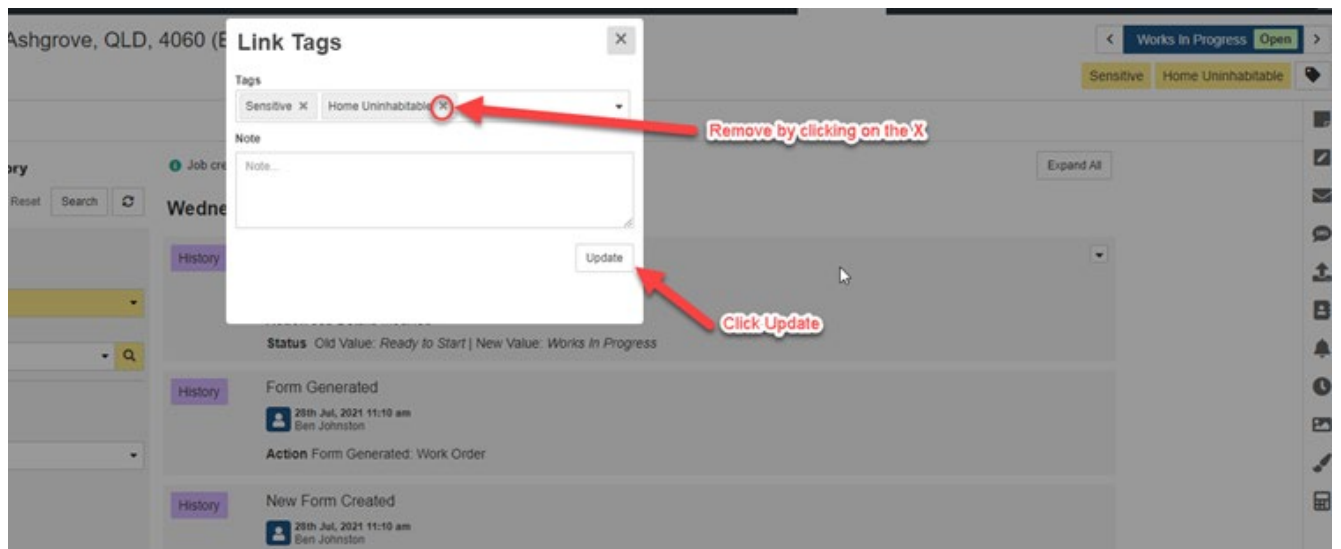 Ashgrove, QLD, 4060 (E
Link Tags
Works In Progress Open
Sensitive Home Uninhabitable
Tags
Sensitive Home Uninhabitable
Remove by clicking on the X
Note
Note...
ory
Job cre
Expand All
Reset Search
Wedne
History
Update
Click Update
Status Old Value: Ready to Start | New Value: Works In Progress
History
Form Generated
28th Jul, 2021 11:10 am
Ben Johnston
Action Form Generated: Work Order
History
New Form Created
28th Jul, 2021 11:10 am
Ben Johnston